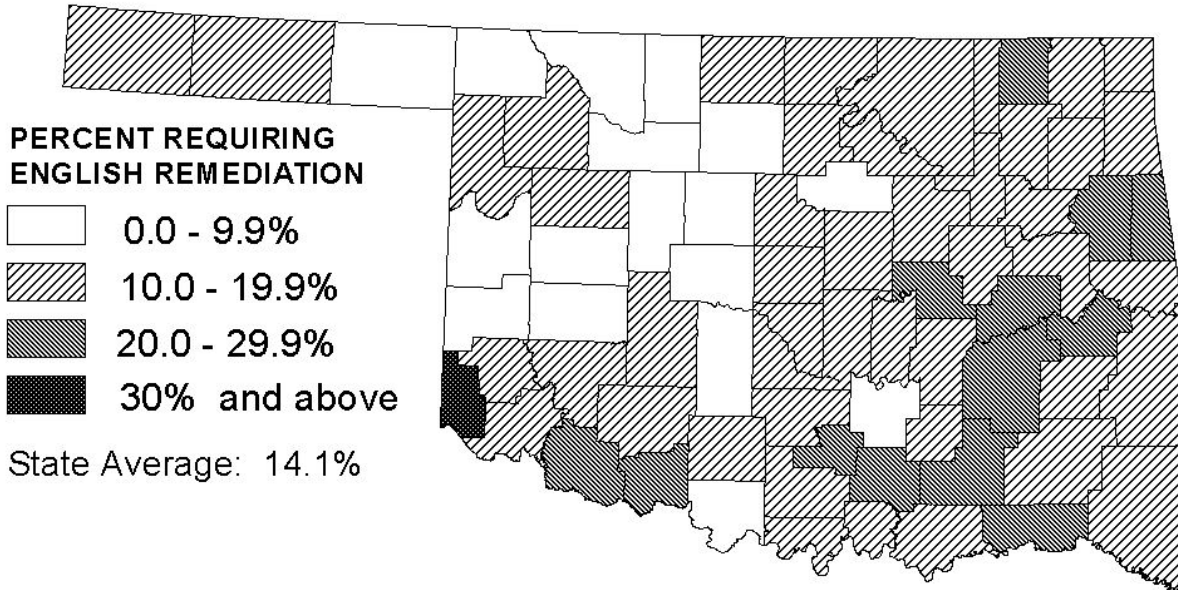 PERCENT REQUIRING
ENGLISH REMEDIATION
0.0 - 9.9%
10.0 - 19.9%
20.0 - 29.9%
30% and above
State Average: 14.1%